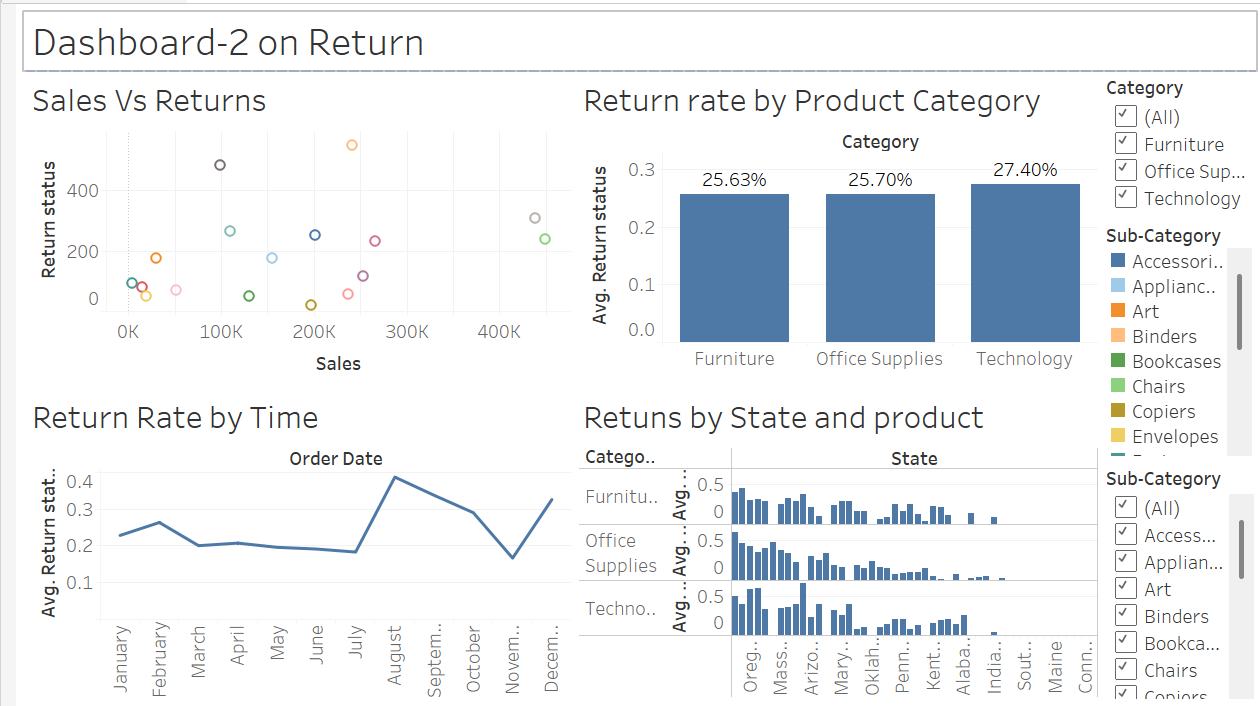 Dashboard-2 on Return
Sales Vs Returns
Return status
400
200
0
0K
100K
200K
300K
400K
Sales
Return rate by Product Category
Category
Avg. Return status
0.3
0.2
0.1
0.0
25.63%
25.70%
27.40%
Furniture
Office Supplies
Technology
Return Rate by Time
Order Date
Avg. Return stat..
0.4
0.3
0.2
0.1
January
February
March
April
May
June
July
August
Septem..
October
Novem..
Decem..
Retuns by State and product
Catego..
State
Furnitu..
Avg. ..
0.5
0
Office
Supplies
Avg. ..
0.5
0
Techno..
Avg. ..
0.5
0
Oreg..
Mass..
Arizo..
Mary..
Oklah..
Penn..
Kent..
Alaba..
India..
Sout..
Maine
Conn..
Category
(All)
Furniture
Office Sup...
Technology
Sub-Category
Accessori..
Applianc..
Art
Binders
Bookcases
Chairs
Copiers
Envelopes
Sub-Category
(All)
Access...
Applian...
Art
Binders
Bookca...
Chairs
Copiers